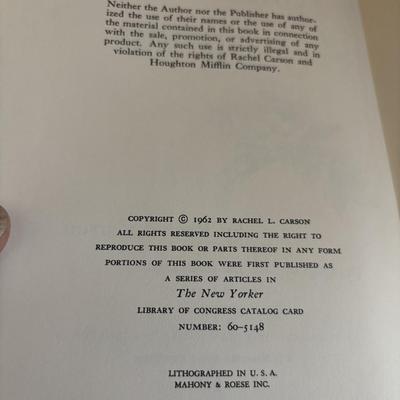 Neither the Author nor the Publisher has author-
ized the use of their names or the use of any of
the material contained in this book in connection
with the sale, promotion, or advertising of any
product. Any such use is strictly illegal and in
violation of the rights of Rachel Carson and
Houghton Mifflin Company.
COPYRIGHT © 1962 BY RACHEL L. CARSON
ALL RIGHTS RESERVED INCLUDING THE RIGHT TO
REPRODUCE THIS BOOK OR PARTS THEREOF IN ANY FORM
PORTIONS OF THIS BOOK WERE FIRST PUBLISHED AS
A SERIES OF ARTICLES IN
The New Yorker
LIBRARY OF CONGRESS CATALOG CARD
NUMBER: 60-5148
LITHOGRAPHED IN U. S. A.
MAHONY & ROESE INC.